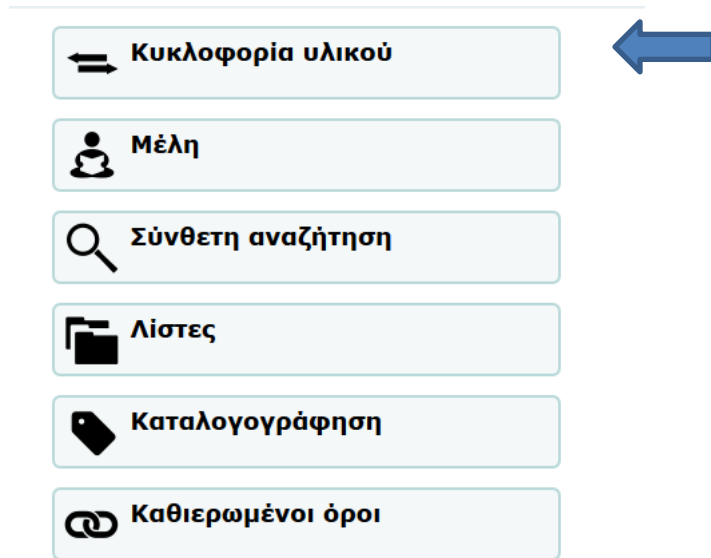 Κυκλοφορία υλικού
Μέλη
Σύνθετη αναζήτηση
Λίστες
Καταλογογράφηση
Καθιερωμένοι όροι